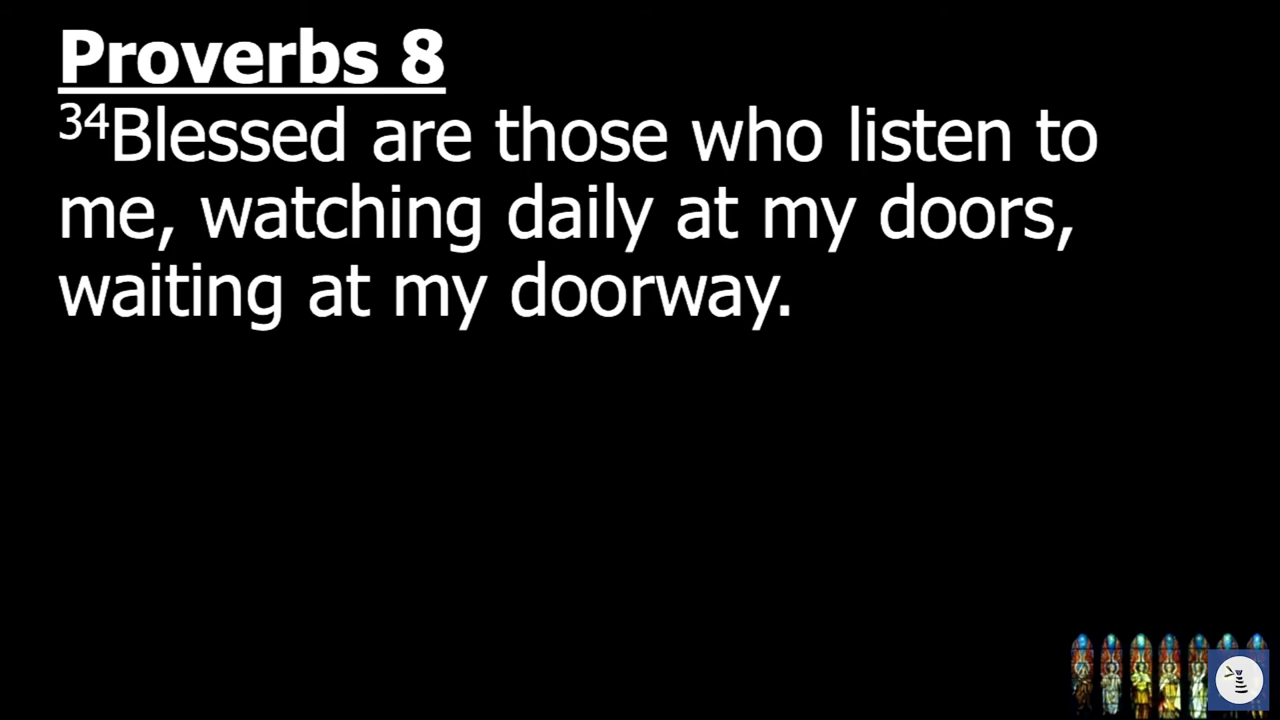 Proverbs 8
34Blessed are those who listen to
me, watching daily at my doors,
waiting at my doorway.